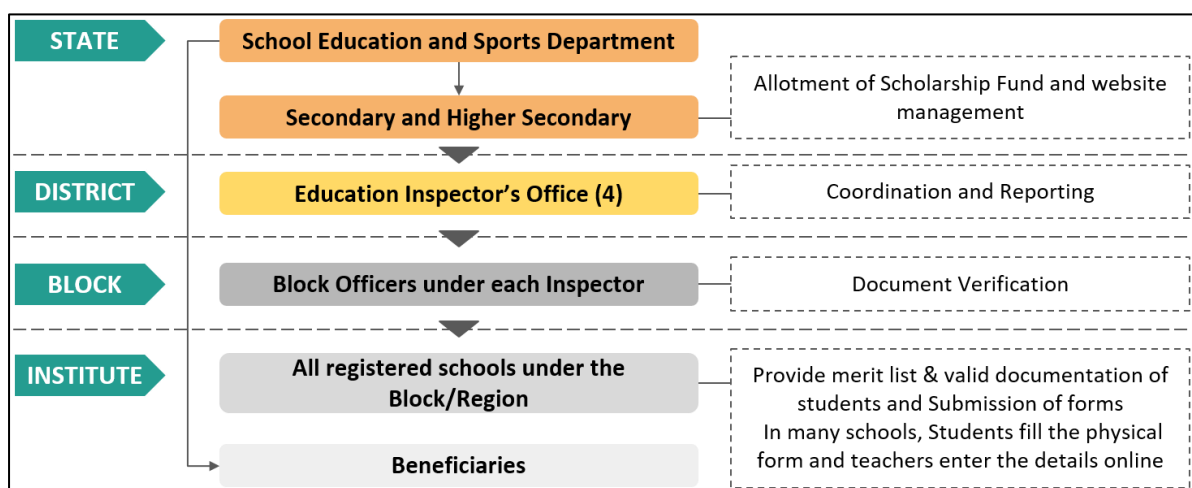 STATE
School Education and Sports Department
Secondary and Higher Secondary
Allotment of Scholarship Fund and website
management
DISTRICT
Education Inspector’s Office (4)
Coordination and Reporting
BLOCK
Block Officers under each Inspector
Document Verification
INSTITUTE
All registered schools under the
Block/Region
Provide merit list & valid documentation of
students and Submission of forms
In many schools, Students fill the physical
form and teachers enter the details online
Beneficiaries